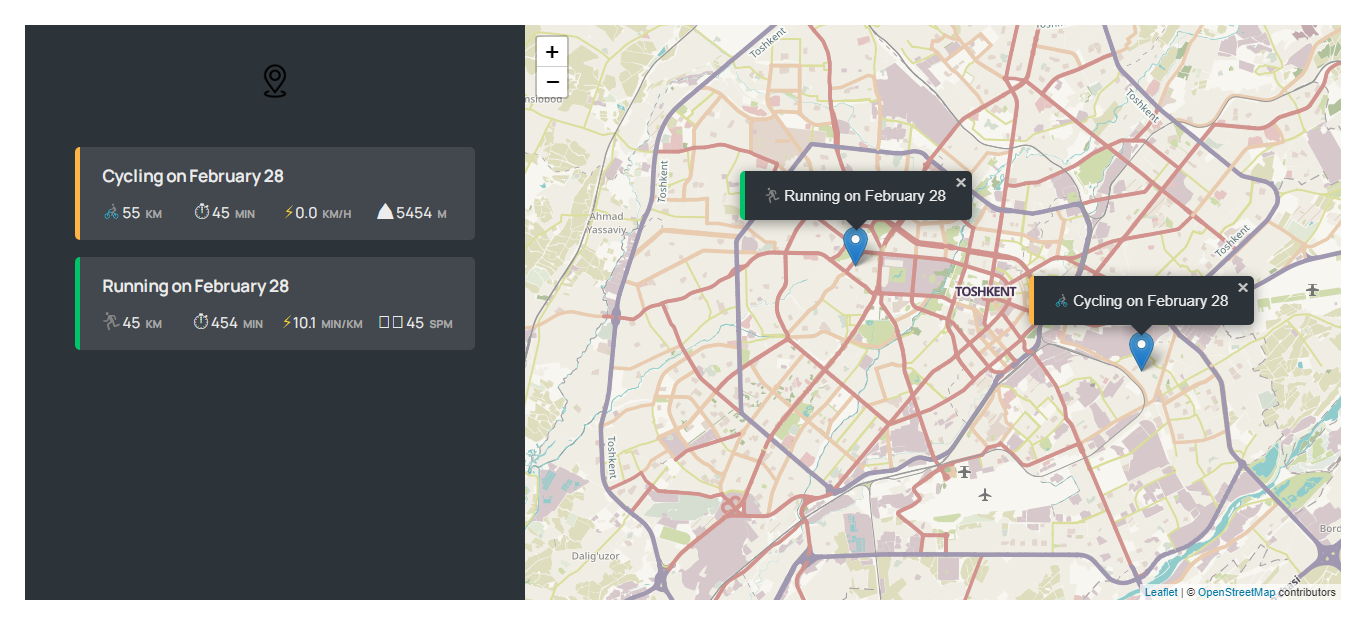 Cycling on February 28
55 KM 45 MIN 0.0 KM/H 5454 M
Running on February 28
45 KM 454 MIN 10.1 MIN/KM 45 SPM
+
−
Toshkent
Toshkent
Toshkent
Ahmad
Yassaviy
Running on February 28 ×
Toshkent
TOSHKENT
Cycling on February 28 ×
Toshkent
Dalig'uzor
Leaflet | © OpenStreetMap contributors